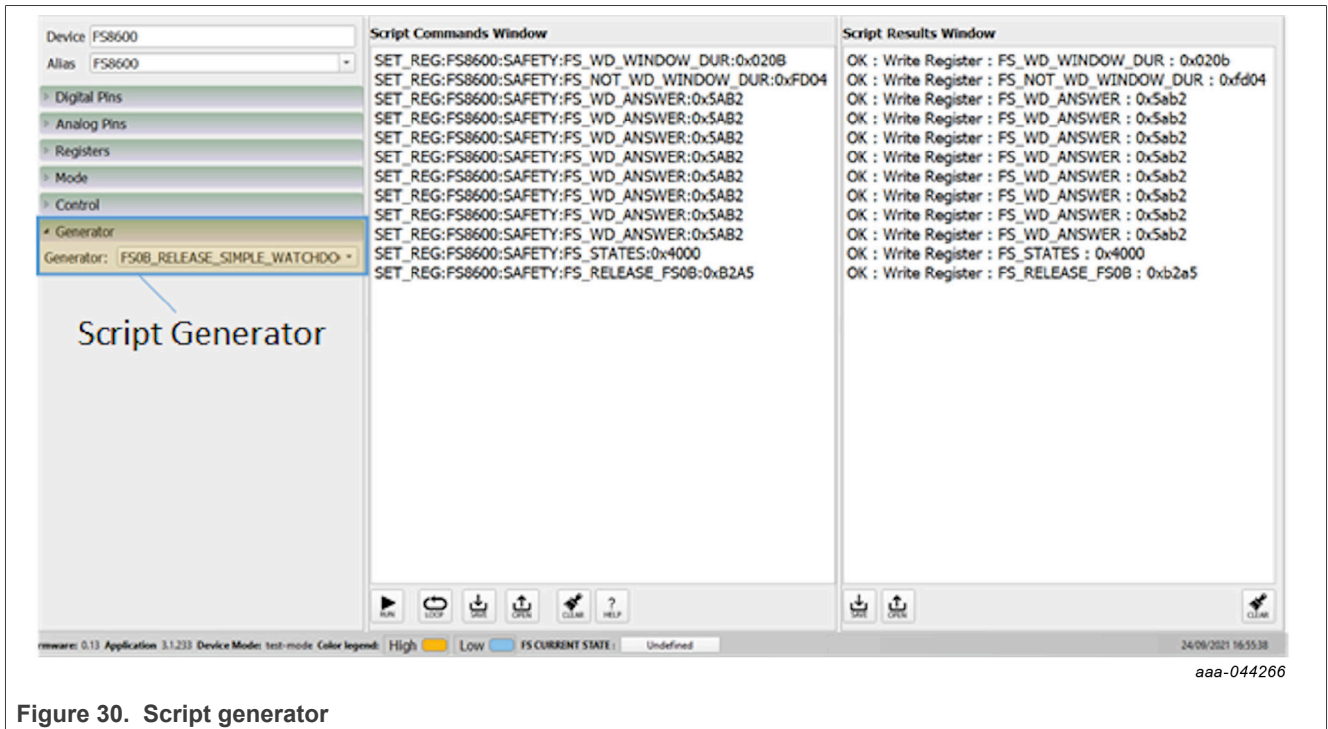 Device FS8600
Alias FS8600
Digital Pins
Analog Pins
Registers
Mode
Control
Generator
Generator: FS0B_RELEASE_SIMPLE_WATCHDO
Script Generator
Script Commands Window
SET_REG:FS8600:SAFETY:FS_WD_WINDOW_DUR:0x020B
SET_REG:FS8600:SAFETY:FS_NOT_WD_WINDOW_DUR:0xFD04
SET_REG:FS8600:SAFETY:FS_WD_ANSWER:0x5AB2
SET_REG:FS8600:SAFETY:FS_WD_ANSWER:0x5AB2
SET_REG:FS8600:SAFETY:FS_WD_ANSWER:0x5AB2
SET_REG:FS8600:SAFETY:FS_WD_ANSWER:0x5AB2
SET_REG:FS8600:SAFETY:FS_WD_ANSWER:0x5AB2
SET_REG:FS8600:SAFETY:FS_WD_ANSWER:0x5AB2
SET_REG:FS8600:SAFETY:FS_WD_ANSWER:0x5AB2
SET_REG:FS8600:SAFETY:FS_WD_ANSWER:0x5AB2
SET_REG:FS8600:SAFETY:FS_STATES:0x4000
SET_REG:FS8600:SAFETY:FS_RELEASE_FS0B:0xB2A5
RUN LOOP SAVE OPEN CLEAR ? HELP
Script Results Window
OK : Write Register : FS_WD_WINDOW_DUR : 0x020b
OK : Write Register : FS_NOT_WD_WINDOW_DUR : 0xfd04
OK : Write Register : FS_WD_ANSWER : 0x5ab2
OK : Write Register : FS_WD_ANSWER : 0x5ab2
OK : Write Register : FS_WD_ANSWER : 0x5ab2
OK : Write Register : FS_WD_ANSWER : 0x5ab2
OK : Write Register : FS_WD_ANSWER : 0x5ab2
OK : Write Register : FS_WD_ANSWER : 0x5ab2
OK : Write Register : FS_WD_ANSWER : 0x5ab2
OK : Write Register : FS_WD_ANSWER : 0x5ab2
OK : Write Register : FS_STATES : 0x4000
OK : Write Register : FS_RELEASE_FS0B : 0xb2a5
SAVE OPEN CLEAR
rmware: 0.13 Application 3.1.233 Device Mode: test-mode Color legend: High Low FS CURRENT STATE : Undefined 24/09/2021 16:55:38
aaa-044266
Figure 30. Script generator